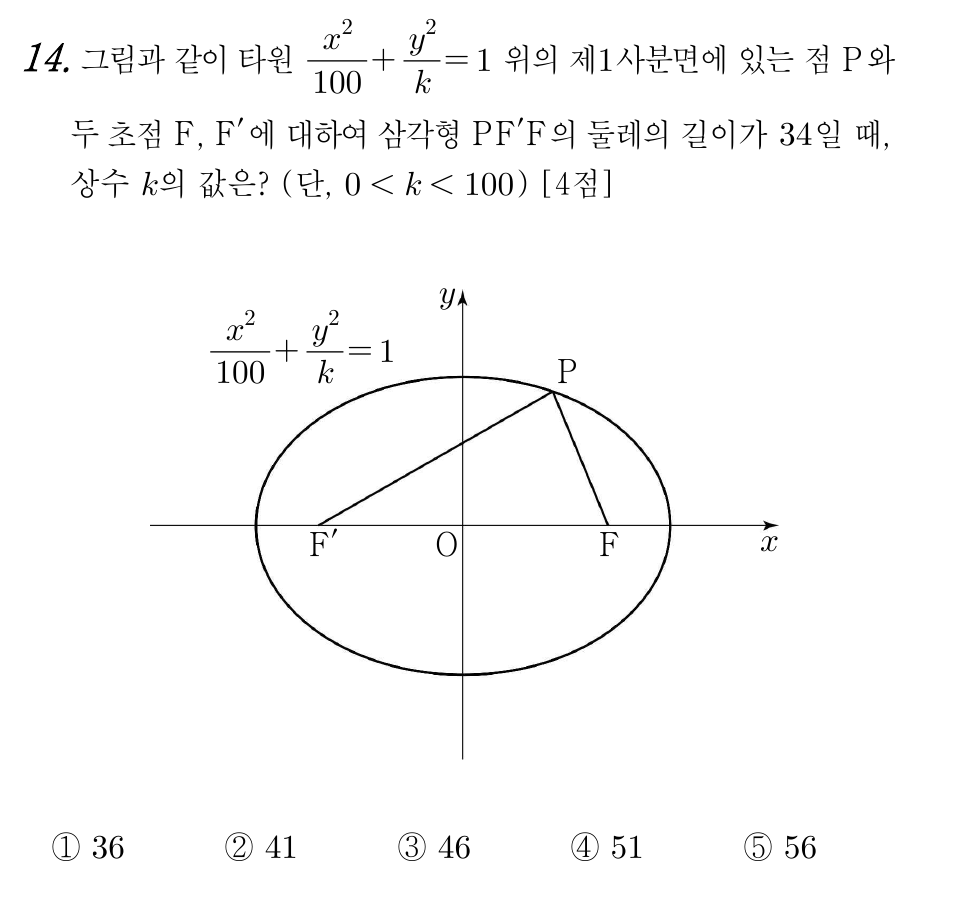 14. 그림과 같이 타원 x²/100 + y²/k = 1 위의 제1사분면에 있는 점 P와
두 초점 F, F′에 대하여 삼각형 PF′F의 둘레의 길이가 34일 때,
상수 k의 값은? (단, 0 < k < 100) [4점]
y
x²/100 + y²/k = 1
P
F′ O F x
① 36 ② 41 ③ 46 ④ 51 ⑤ 56